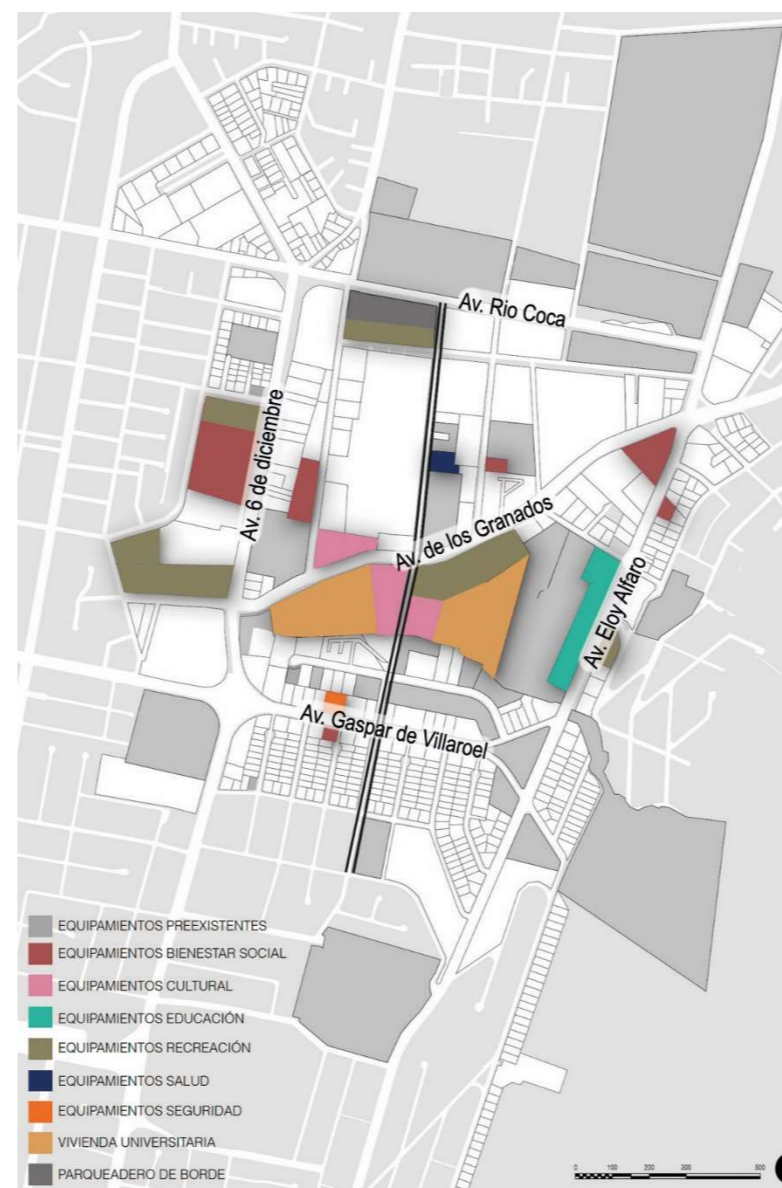 Av. Rio Coca
Av. 6 de diciembre
Av. de los Granados
Av. Eloy Alfaro
Av. Gaspar de Villaroel
EQUIPAMIENTOS PREEXISTENTES
EQUIPAMIENTOS BIENESTAR SOCIAL
EQUIPAMIENTOS CULTURAL
EQUIPAMIENTOS EDUCACIÓN
EQUIPAMIENTOS RECREACIÓN
EQUIPAMIENTOS SALUD
EQUIPAMIENTOS SEGURIDAD
VIVIENDA UNIVERSITARIA
PARQUEADERO DE BORDE
0 100 200 300 500